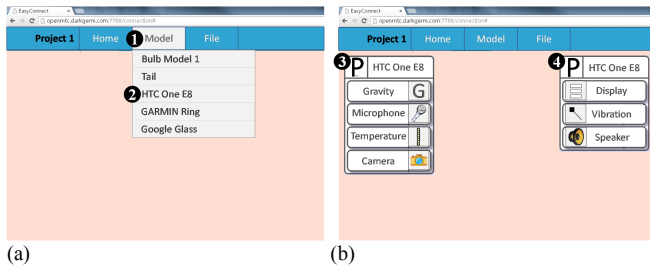 EasyConnect
openmtc.darkgerm.com:7788/connection#
Project 1 Home 1 Model File
Bulb Model 1
Tail
2 HTC One E8
GARMIN Ring
Google Glass
(a)
EasyConnect
openmtc.darkgerm.com:7788/connection#
Project 1 Home Model File
3 P HTC One E8
Gravity G
Microphone
Temperature
Camera
4 P HTC One E8
Display
Vibration
Speaker
(b)